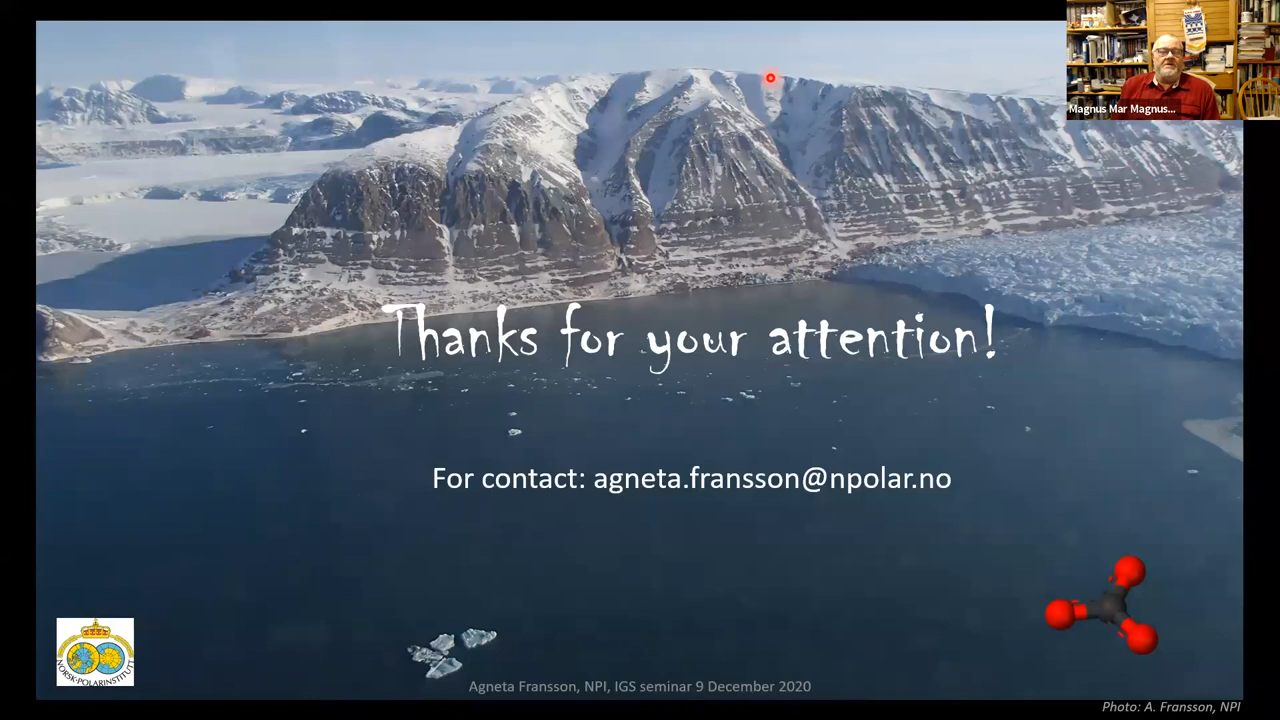 Magnus Mar Magnus...
Thanks for your attention!
For contact: agneta.fransson@npolar.no
NORSK-POLARINSTITUTT
Agneta Fransson, NPI, IGS seminar 9 December 2020
Photo: A. Fransson, NPI